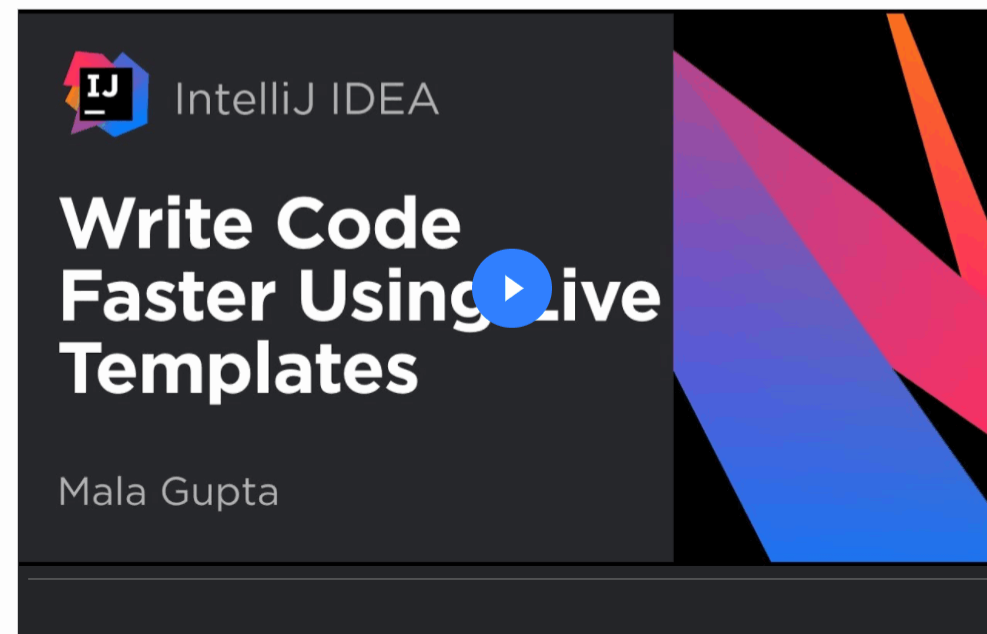 IJ
IntelliJ IDEA
Write Code
Faster Using Live
Templates
Mala Gupta